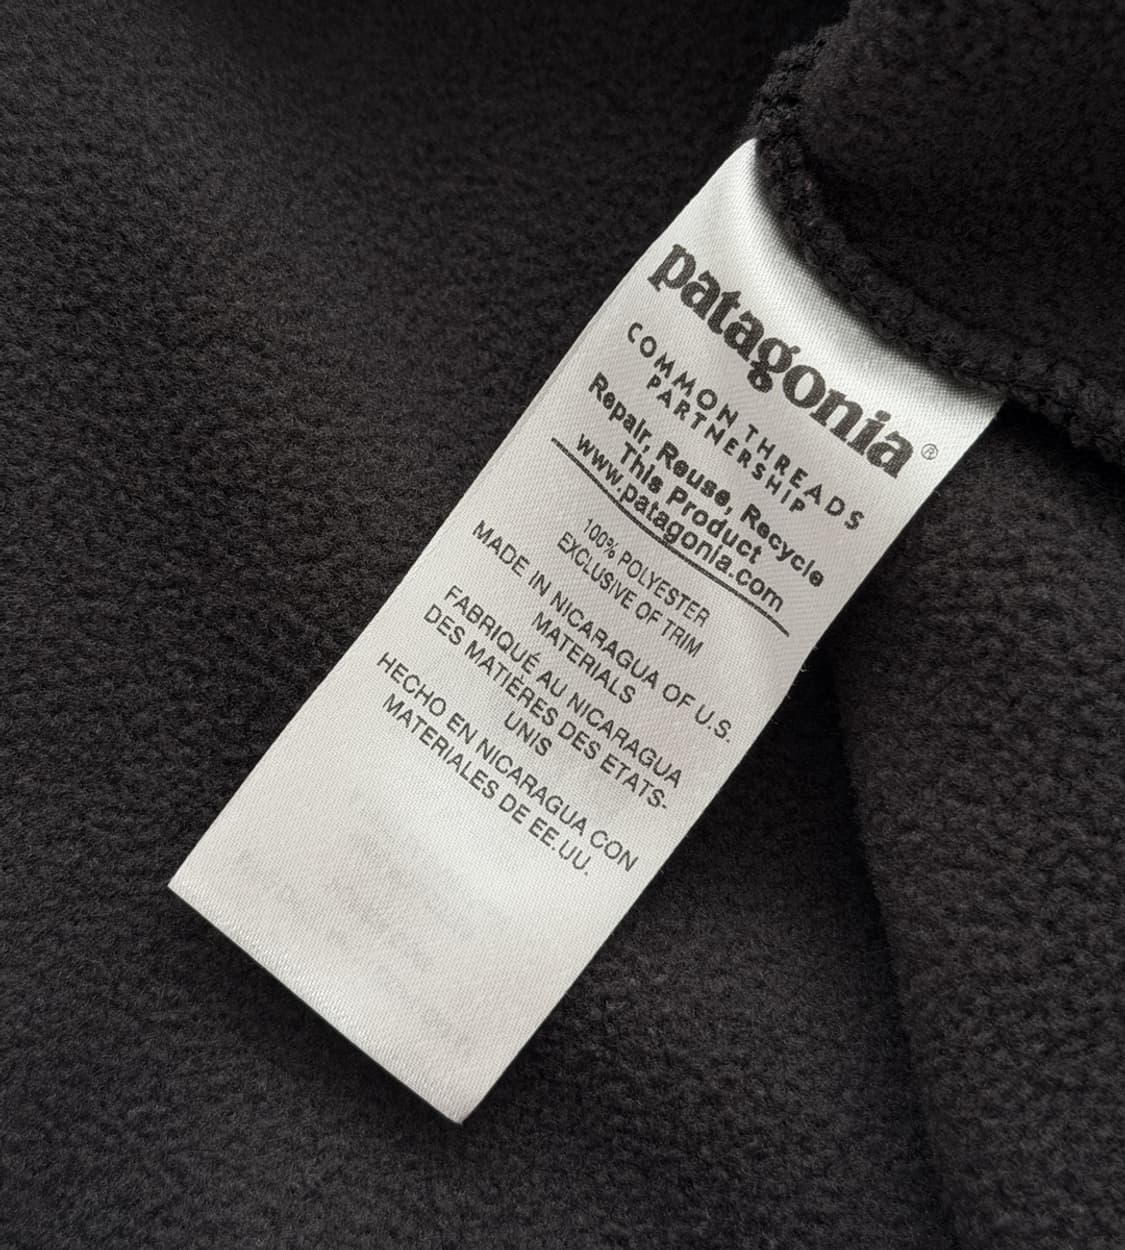 patagonia®
COMMON THREADS
PARTNERSHIP
Repair, Reuse, Recycle
This Product
www.patagonia.com
100% POLYESTER
EXCLUSIVE OF TRIM
MADE IN NICARAGUA OF U.S.
MATERIALS
FABRIQUÉ AU NICARAGUA
DES MATIÈRES DES ETATS-
UNIS
HECHO EN NICARAGUA CON
MATERIALES DE EE.UU.